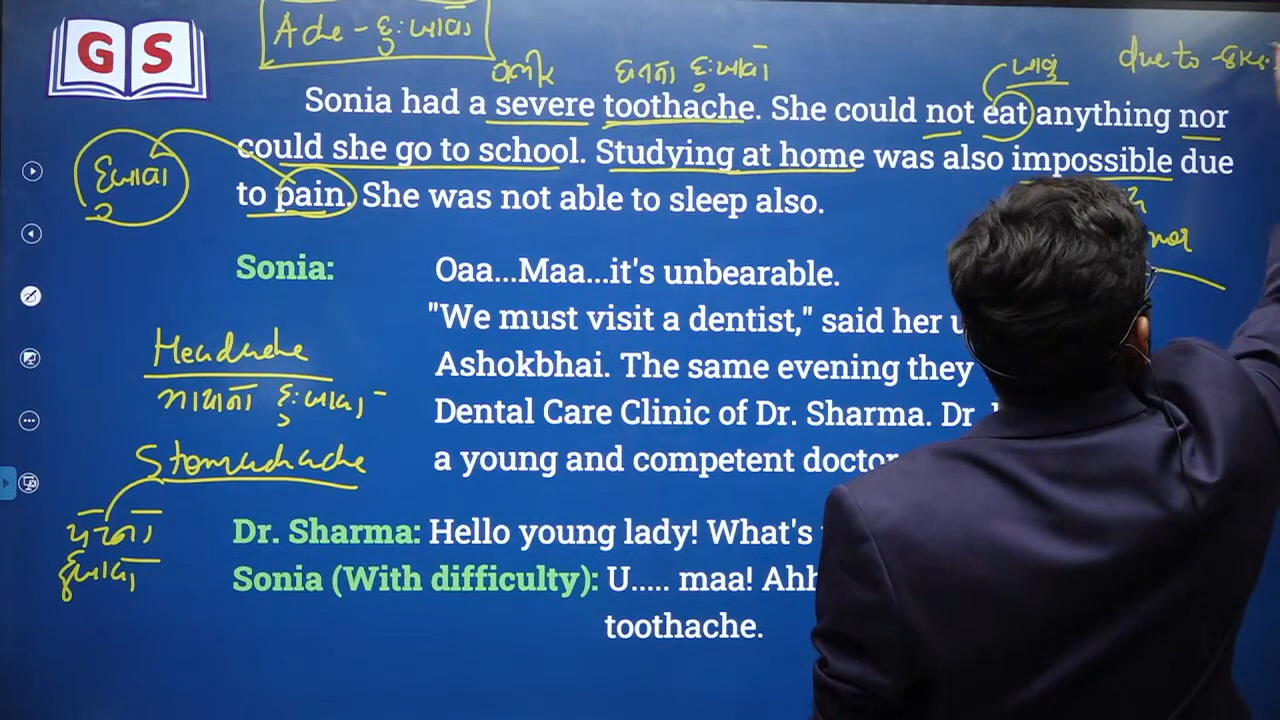 GS
Ache - દુઃખાવો
દાંતના દુઃખાવો
ખાવું
due to -
Sonia had a severe toothache. She could not eat anything nor
could she go to school. Studying at home was also impossible due
to pain. She was not able to sleep also.
દુખાવો
nor
Sonia: Oaa...Maa...it's unbearable.
"We must visit a dentist," said her
Ashokbhai. The same evening they
Dental Care Clinic of Dr. Sharma. Dr.
a young and competent doctor
Headache
માથાનો દુઃખાવો
Stomachache
પેટનો
દુખાવો
Dr. Sharma: Hello young lady! What's
Sonia (With difficulty): U..... maa! Ahh
toothache.